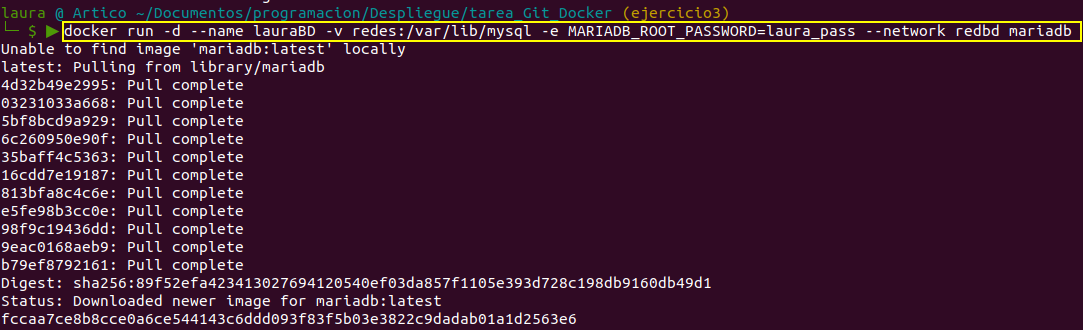 laura @ Artico ~/Documentos/programacion/Despliegue/tarea_Git_Docker (ejercicio3)
└─ $ ▶ docker run -d --name lauraBD -v redes:/var/lib/mysql -e MARIADB_ROOT_PASSWORD=laura_pass --network redbd mariadb
Unable to find image 'mariadb:latest' locally
latest: Pulling from library/mariadb
4d32b49e2995: Pull complete
03231033a668: Pull complete
5bf8bcd9a929: Pull complete
6c260950e90f: Pull complete
35baff4c5363: Pull complete
16cdd7e19187: Pull complete
813bfa8c4c6e: Pull complete
e5fe98b3cc0e: Pull complete
98f9c19436dd: Pull complete
9eac0168aeb9: Pull complete
b79ef8792161: Pull complete
Digest: sha256:89f52efa423413027694120540ef03da857f1105e393d728c198db9160db49d1
Status: Downloaded newer image for mariadb:latest
fccaa7ce8b8cce0a6ce544143c6ddd093f83f5b03e3822c9dadab01a1d2563e6